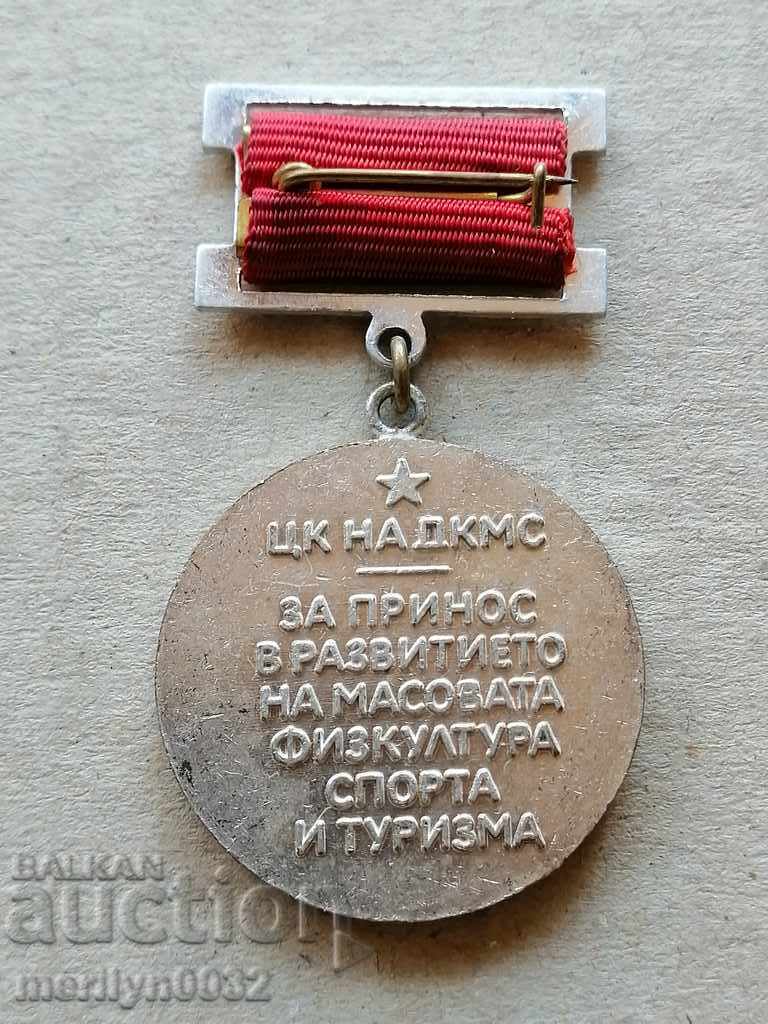 ЦК НА ДКМС
ЗА ПРИНОС
В РАЗВИТИЕТО
НА МАСОВАТА
ФИЗКУЛТУРА
СПОРТА
И ТУРИЗМА
BALKAN
auction
merilyn0032